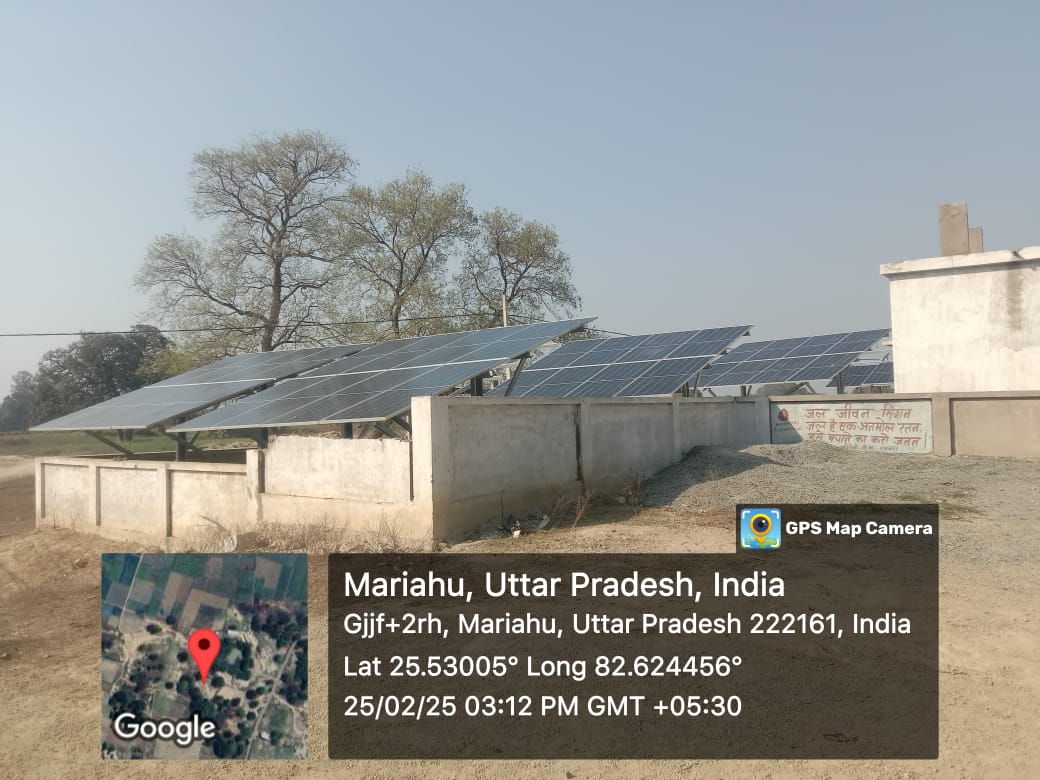 जल जीवन मिशन
जल है एक अनमोल रतन,
इसे बचाने का करो जतन
GPS Map Camera
Mariahu, Uttar Pradesh, India
Gjjf+2rh, Mariahu, Uttar Pradesh 222161, India
Lat 25.53005° Long 82.624456°
25/02/25 03:12 PM GMT +05:30
Google